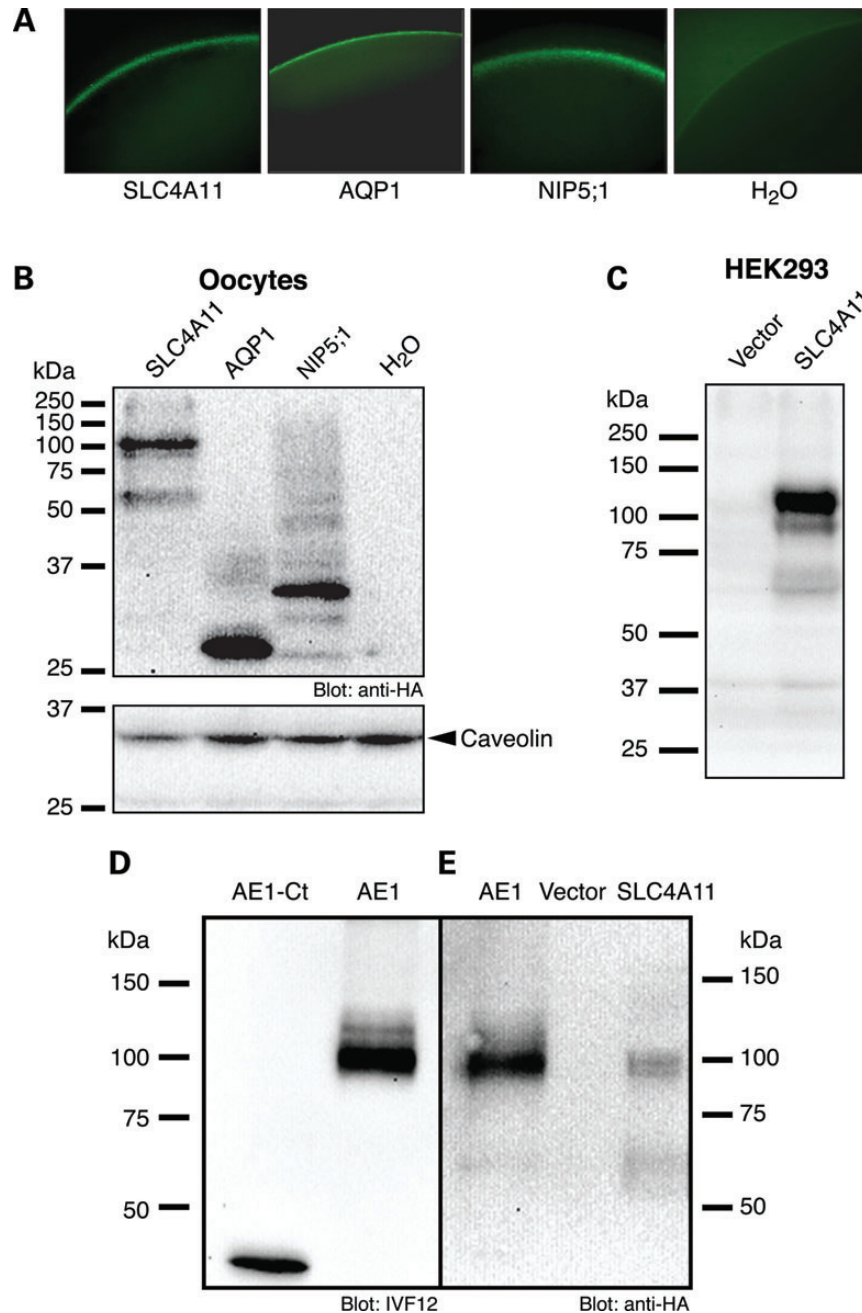 A
SLC4A11 AQP1 NIP5;1 H₂O
B Oocytes
SLC4A11 AQP1 NIP5;1 H₂O
kDa
250
150
100
75
50
37
25
Blot: anti-HA
37
Caveolin
25
C HEK293
Vector SLC4A11
kDa
250
150
100
75
50
37
25
D E
AE1-Ct AE1 AE1 Vector SLC4A11
kDa kDa
150 150
100 100
75 75
50 50
Blot: IVF12 Blot: anti-HA